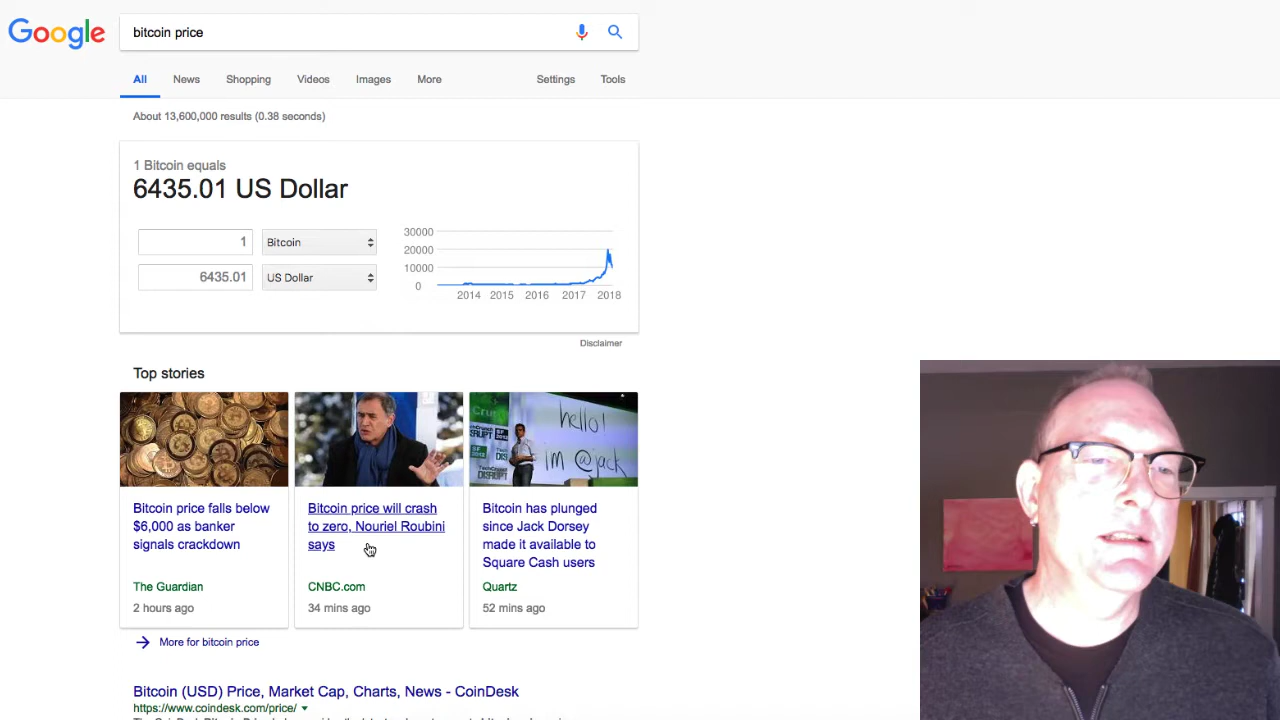 Google
bitcoin price
All News Shopping Videos Images More Settings Tools
About 13,600,000 results (0.38 seconds)
1 Bitcoin equals
6435.01 US Dollar
1 Bitcoin
6435.01 US Dollar
30000
20000
10000
0
2014 2015 2016 2017 2018
Disclaimer
Top stories
hello!
im @jack
Bitcoin price falls below
$6,000 as banker
signals crackdown
The Guardian
2 hours ago
Bitcoin price will crash
to zero, Nouriel Roubini
says
CNBC.com
34 mins ago
Bitcoin has plunged
since Jack Dorsey
made it available to
Square Cash users
Quartz
52 mins ago
More for bitcoin price
Bitcoin (USD) Price, Market Cap, Charts, News - CoinDesk
https://www.coindesk.com/price/